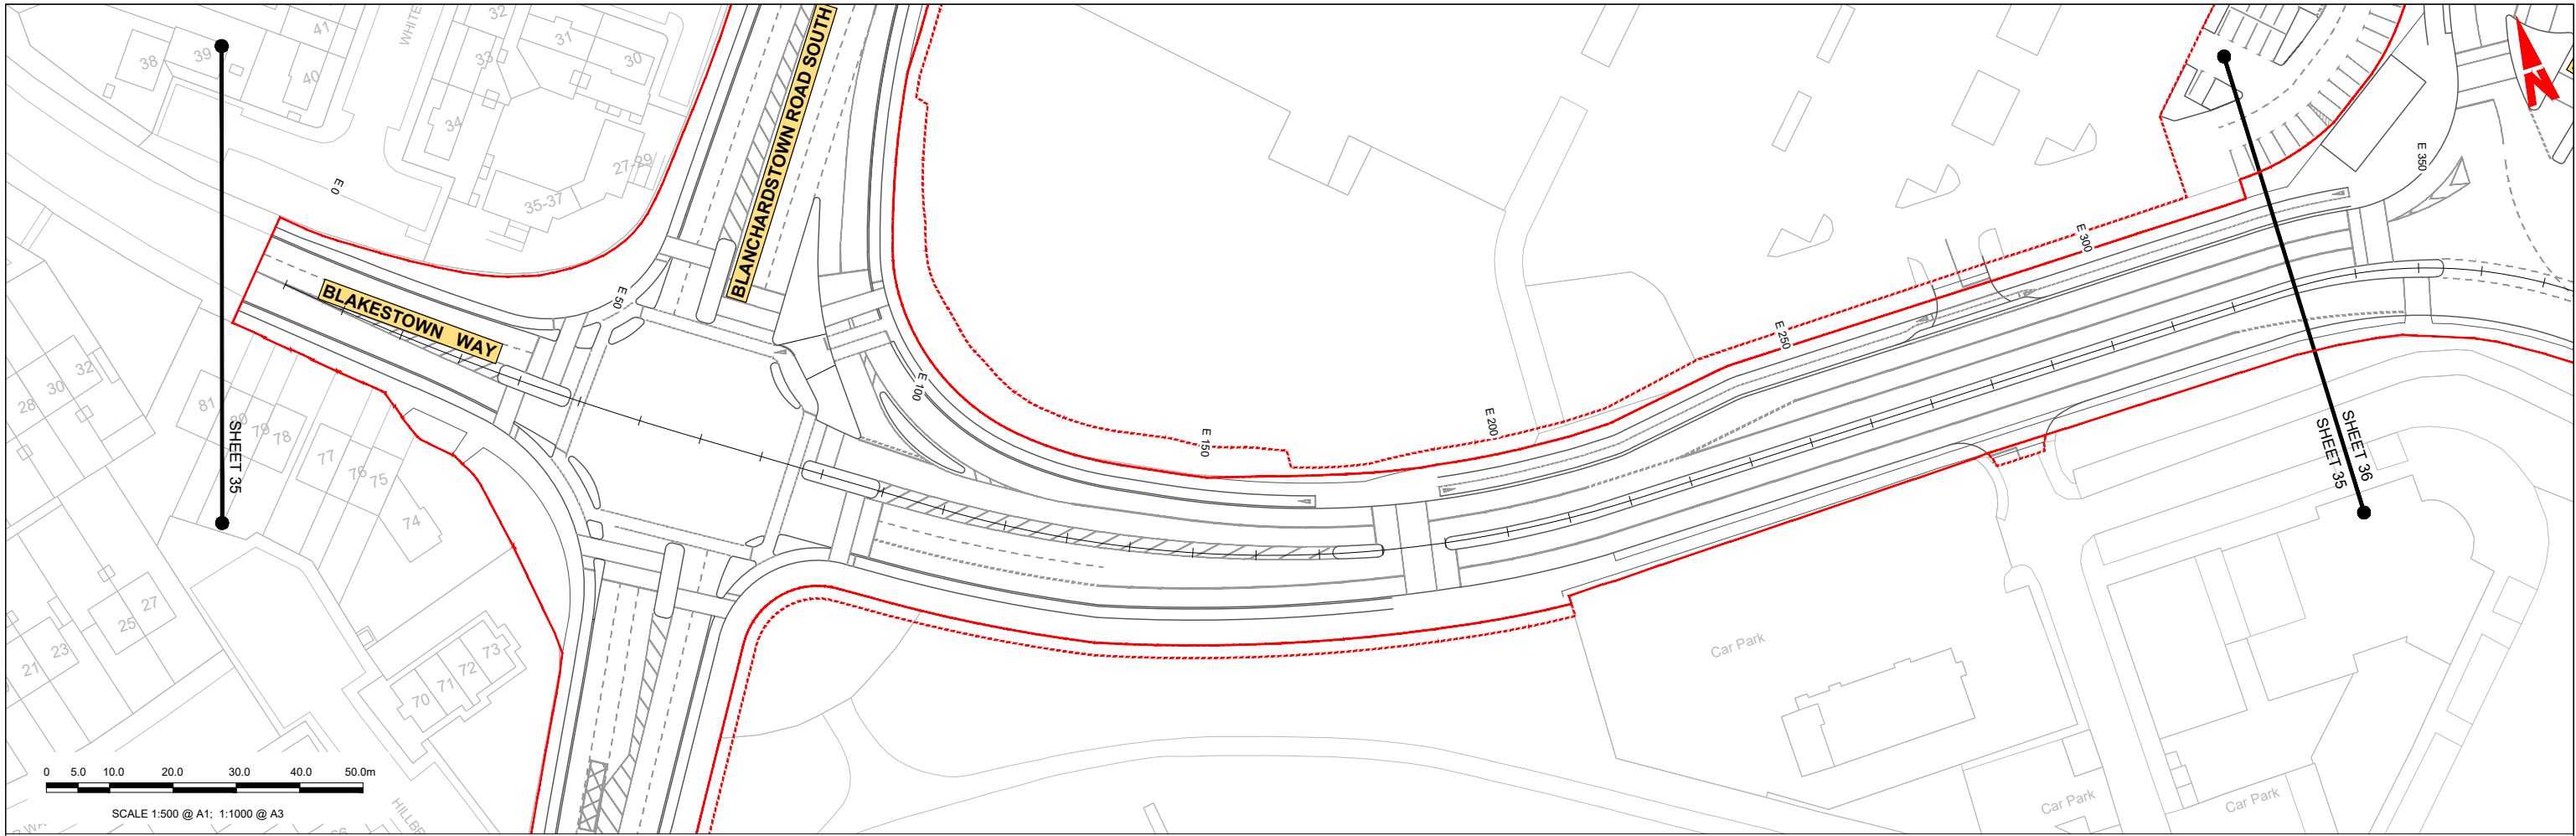 WHITE
32
41
31
30
38
39
40
33
34
27-29
35-37
BLANCHARDSTOWN ROAD SOUTH
E 0
E 50
BLAKESTOWN WAY
E 100
E 150
E 200
E 250
E 300
E 350
N
32
30
28
81
80
79
78
77
76
75
74
SHEET 35
SHEET 36
SHEET 35
27
25
23
21
73
72
71
70
Car Park
Car Park
Car Park
HILLBR
0 5.0 10.0 20.0 30.0 40.0 50.0m
SCALE 1:500 @ A1; 1:1000 @ A3